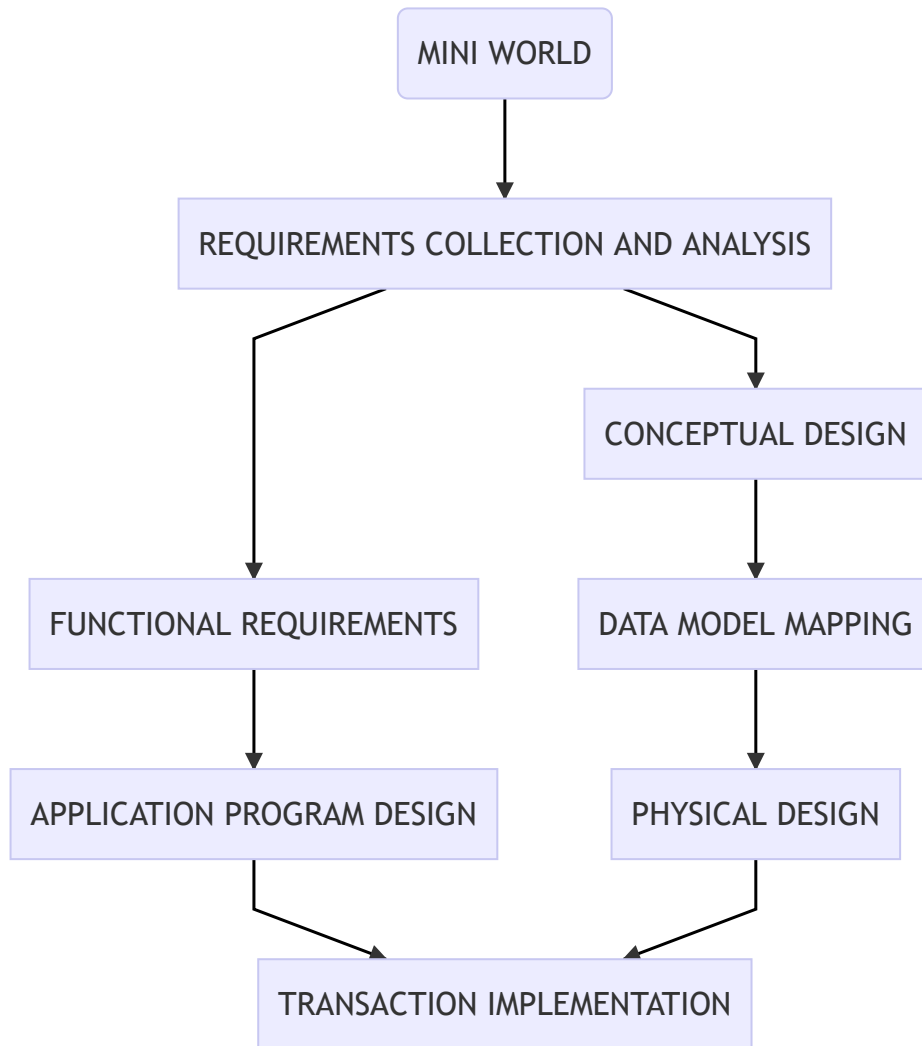 MINI WORLD
REQUIREMENTS COLLECTION AND ANALYSIS
CONCEPTUAL DESIGN
FUNCTIONAL REQUIREMENTS
DATA MODEL MAPPING
APPLICATION PROGRAM DESIGN
PHYSICAL DESIGN
TRANSACTION IMPLEMENTATION